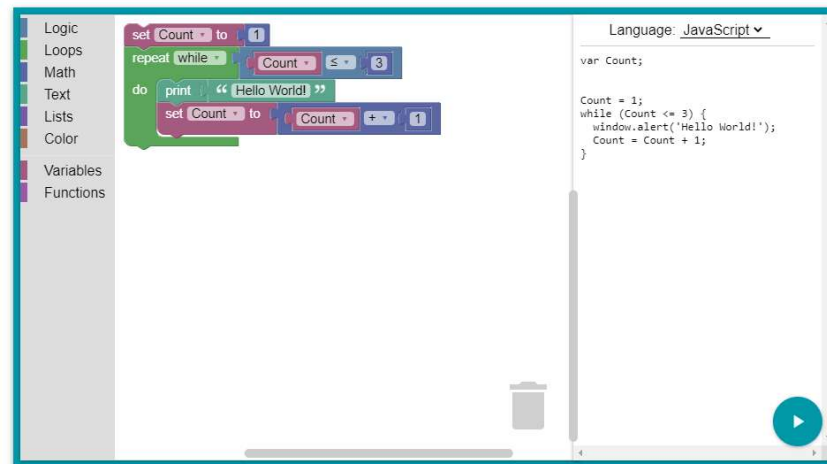 Logic
Loops
Math
Text
Lists
Color
Variables
Functions
set Count to 1
repeat while Count ≤ 3
do print “ Hello World! ”
set Count to Count + 1
Language: JavaScript
var Count;
Count = 1;
while (Count <= 3) {
  window.alert('Hello World!');
  Count = Count + 1;
}